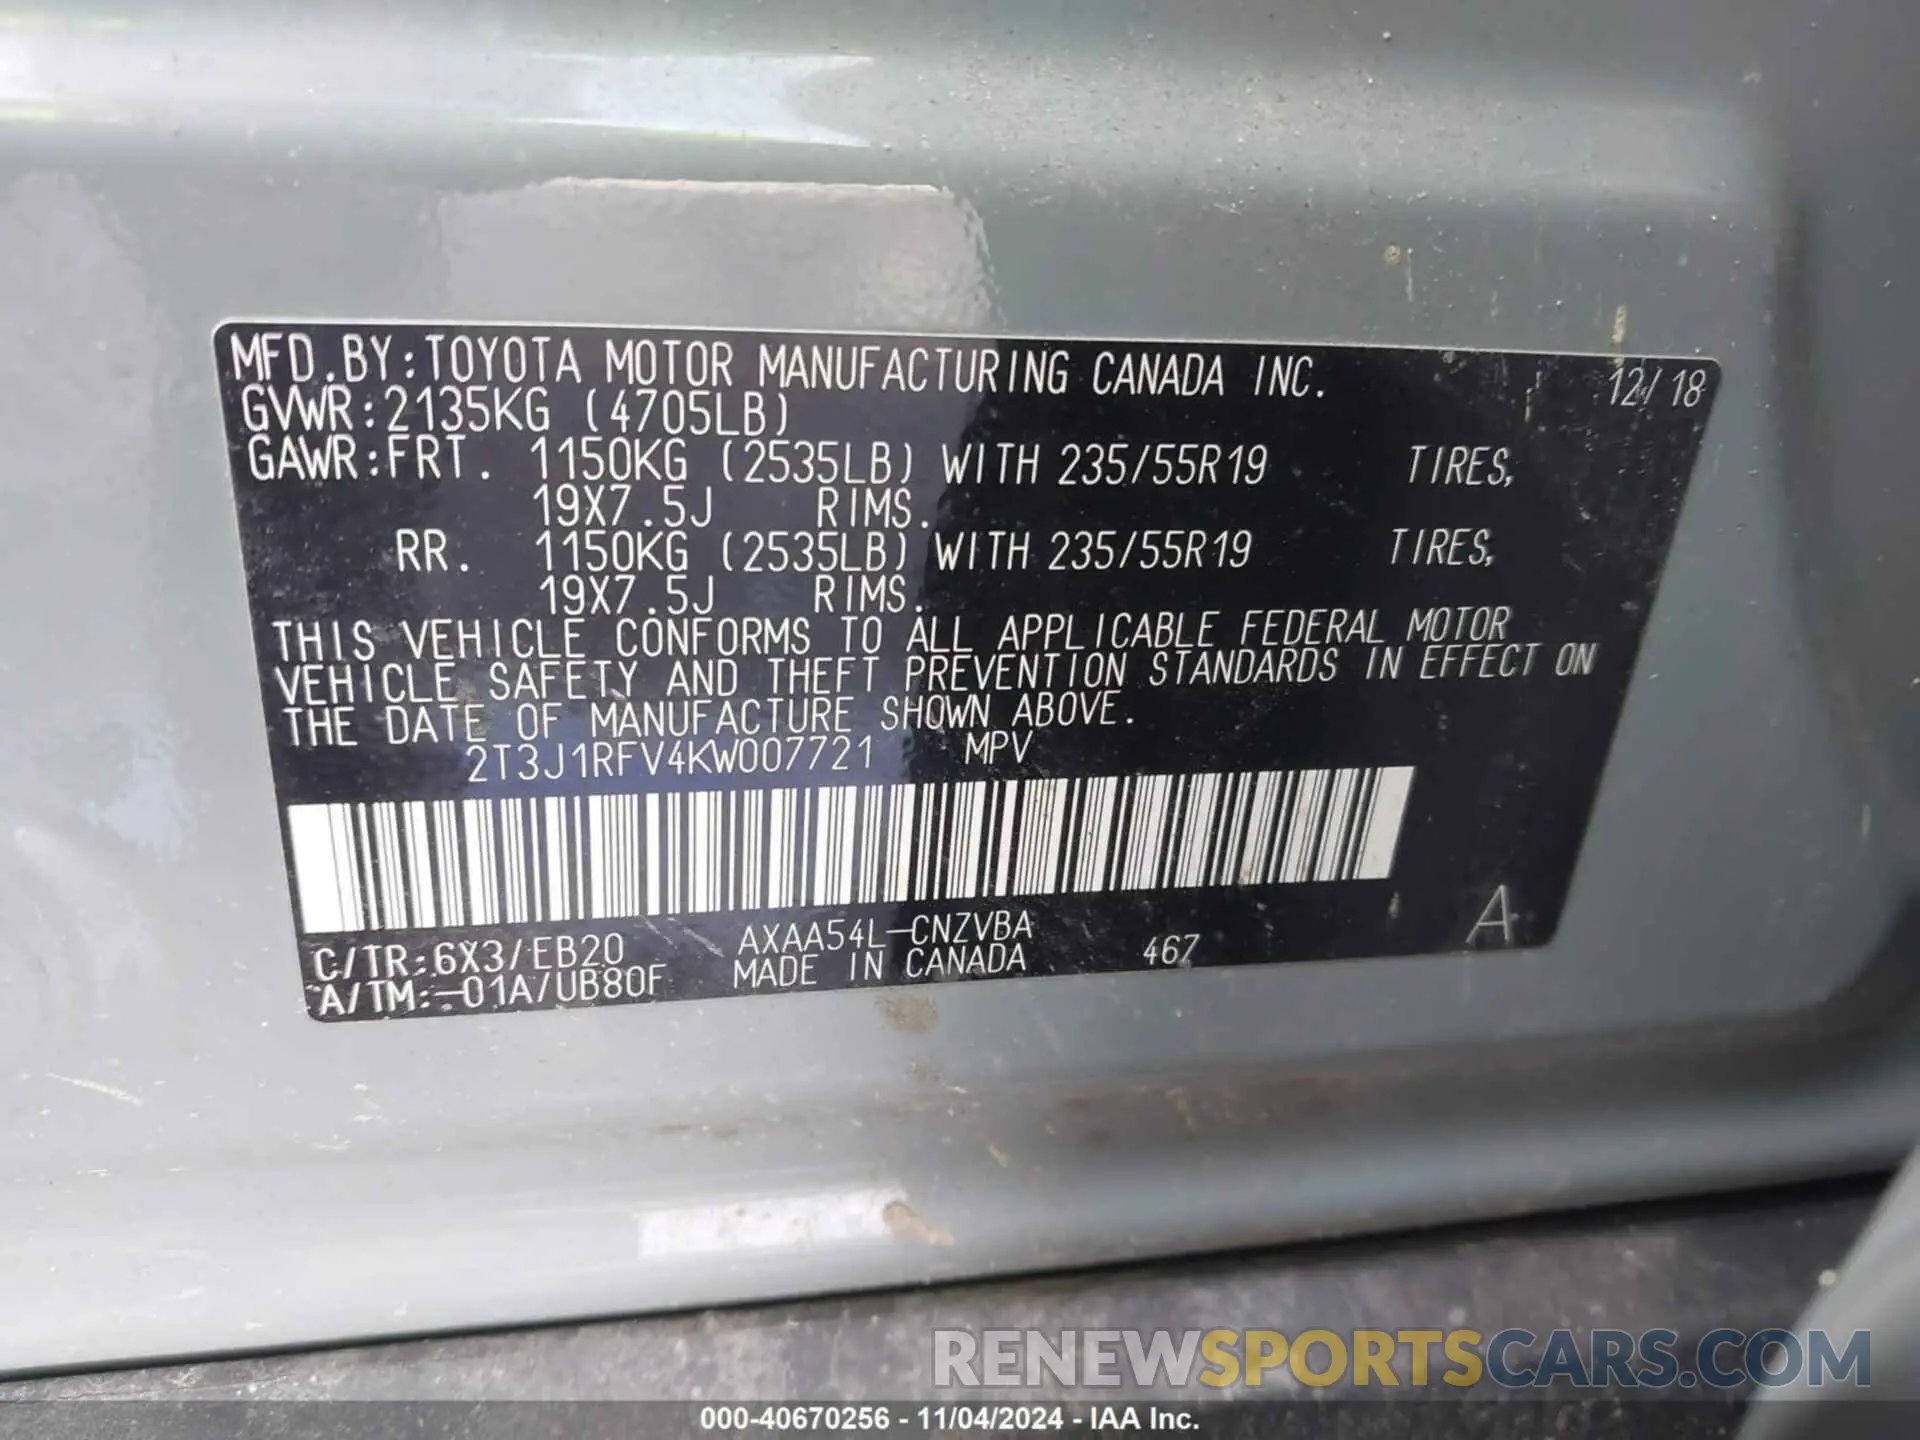 MFD.BY:TOYOTA MOTOR MANUFACTURING CANADA INC. 12/18
GVWR:2135KG (4705LB)
GAWR:FRT. 1150KG (2535LB) WITH 235/55R19 TIRES,
19X7.5J RIMS.
RR. 1150KG (2535LB) WITH 235/55R19 TIRES,
19X7.5J RIMS.
THIS VEHICLE CONFORMS TO ALL APPLICABLE FEDERAL MOTOR
VEHICLE SAFETY AND THEFT PREVENTION STANDARDS IN EFFECT ON
THE DATE OF MANUFACTURE SHOWN ABOVE.
2T3J1RFV4KW007721 MPV
C/TR:6X3/EB20 AXAA54L-CNZVBA 467 A
A/TM:-01A/UB80F MADE IN CANADA
RENEWSPORTSCARS.COM
000-40670256 - 11/04/2024 - IAA Inc.